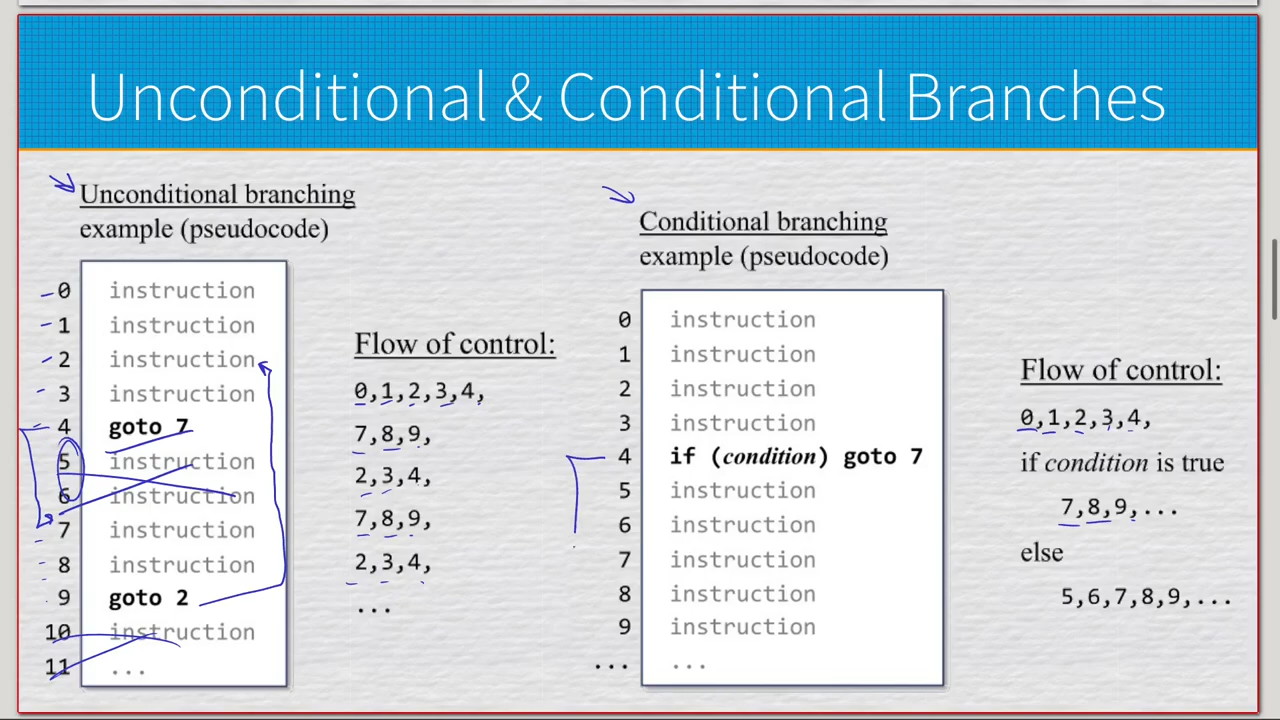 Unconditional & Conditional Branches
Unconditional branching
example (pseudocode)
0 instruction
1 instruction
2 instruction
3 instruction
4 goto 7
5 instruction
6 instruction
7 instruction
8 instruction
9 goto 2
10 instruction
11 ...
Flow of control:
0,1,2,3,4,
7,8,9,
2,3,4,
7,8,9,
2,3,4,
...
Conditional branching
example (pseudocode)
0 instruction
1 instruction
2 instruction
3 instruction
4 if (condition) goto 7
5 instruction
6 instruction
7 instruction
8 instruction
9 instruction
... ...
Flow of control:
0,1,2,3,4,
if condition is true
7,8,9,...
else
5,6,7,8,9,...